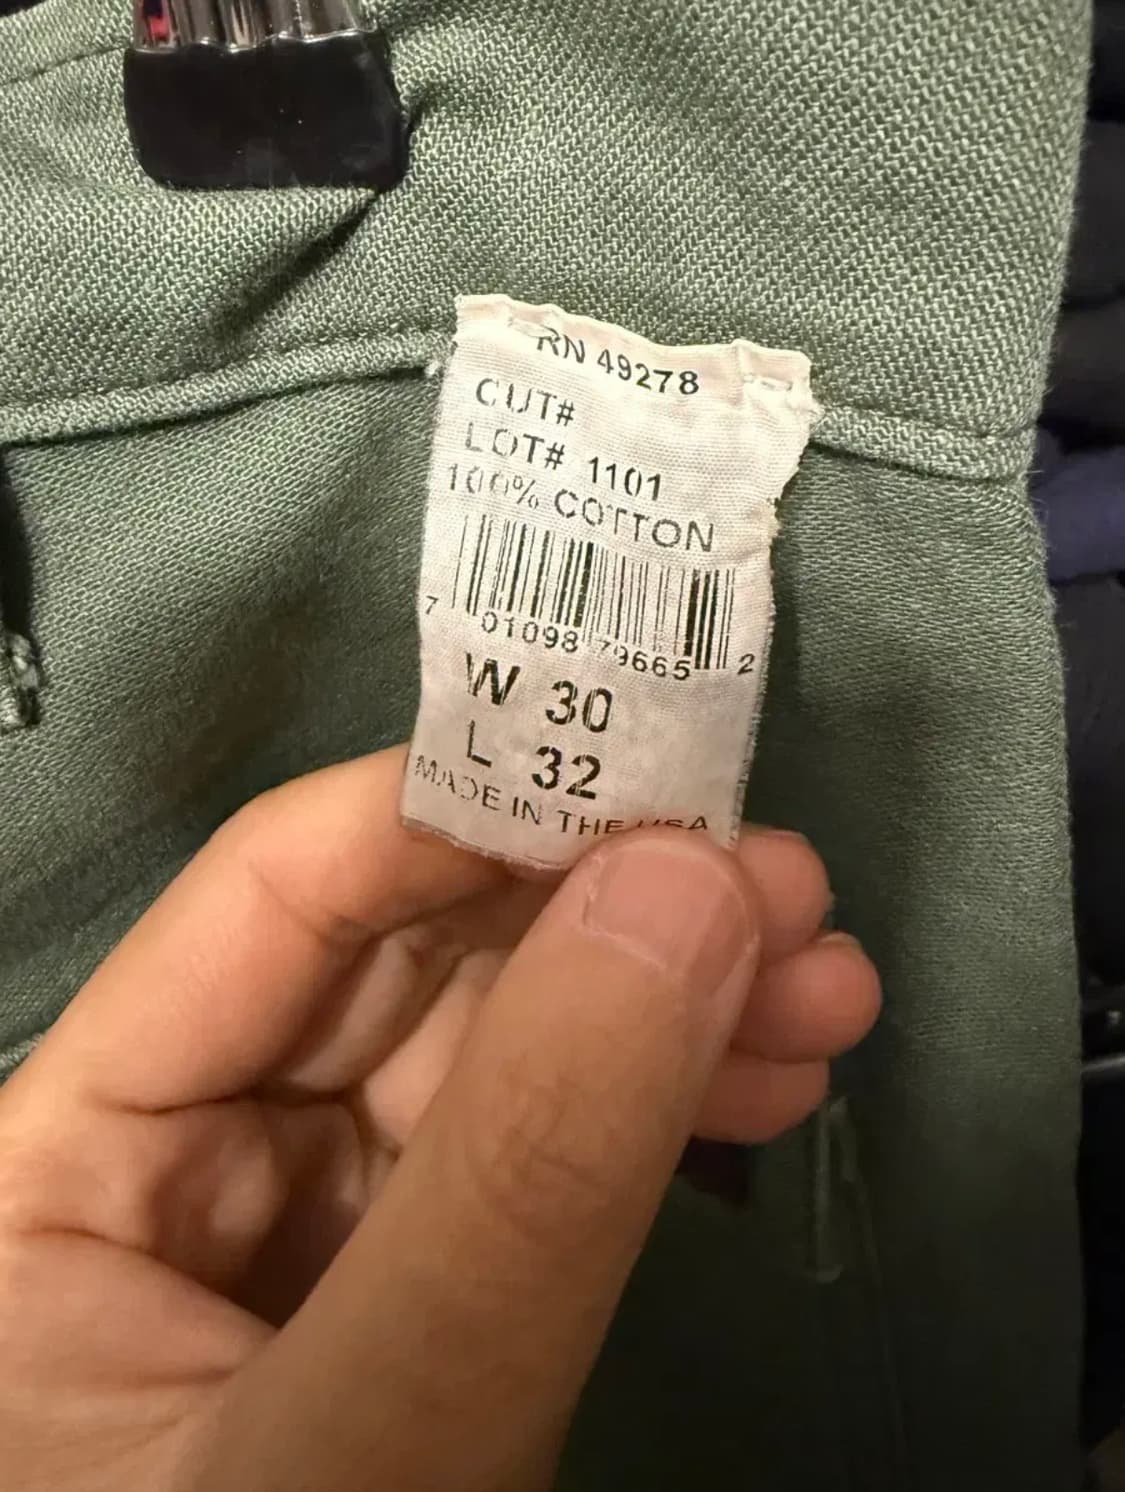 RN 49278
CUT#
LOT# 1101
100% COTTON
7 01098 79665 2
W 30
L 32
MADE IN THE USA